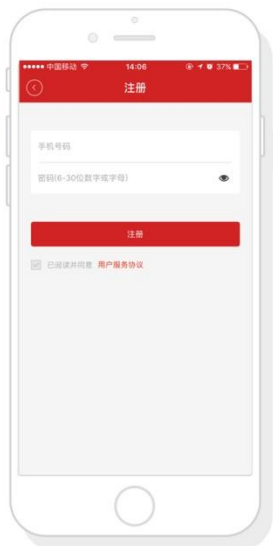 中国移动 14:06 37%
注册
手机号码
密码(6-30位数字或字母)
注册
已阅读并同意 用户服务协议